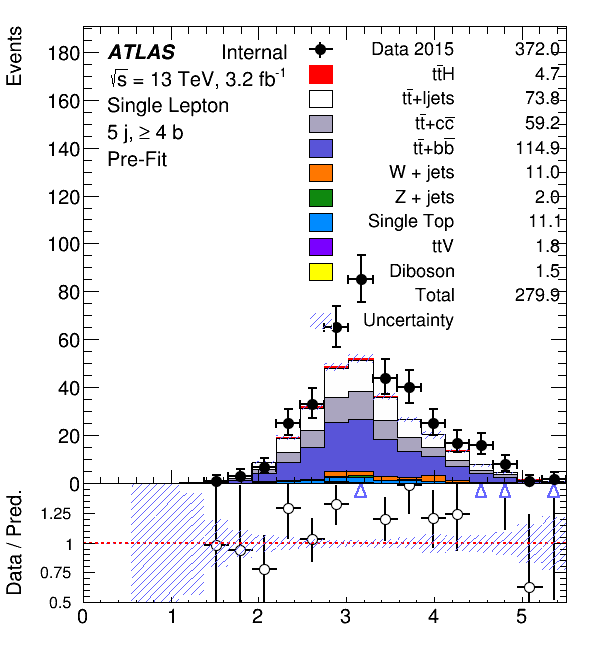 Events
180
160
140
120
100
80
60
40
20
0
ATLAS Internal
√s = 13 TeV, 3.2 fb⁻¹
Single Lepton
5 j, ≥ 4 b
Pre-Fit
Data 2015 372.0
tt̄H 4.7
tt̄+ljets 73.8
tt̄+cc̄ 59.2
tt̄+bb̄ 114.9
W + jets 11.0
Z + jets 2.0
Single Top 11.1
ttV 1.8
Diboson 1.5
Total 279.9
Uncertainty
Data / Pred.
1.25
1
0.75
0.5
0 1 2 3 4 5